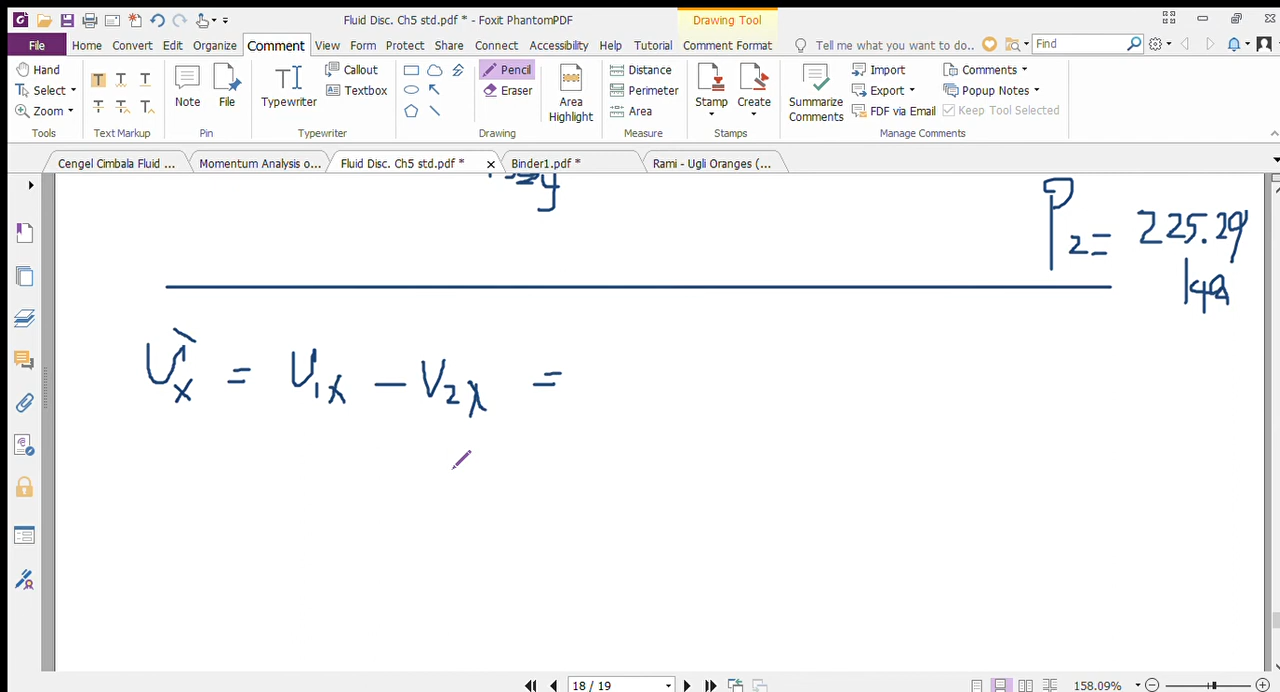 Fluid Disc. Ch5 std.pdf * - Foxit PhantomPDF
Drawing Tool
File Home Convert Edit Organize Comment View Form Protect Share Connect Accessibility Help Tutorial Comment Format Tell me what you want to do.. Find
Hand
Select
Zoom
Tools
T T T
T T T
Text Markup
Note
File
Pin
Typewriter
Callout
Textbox
Typewriter
Pencil
Eraser
Drawing
Area
Highlight
Distance
Perimeter
Area
Measure
Stamp
Create
Stamps
Summarize
Comments
Import
Export
FDF via Email
Comments
Popup Notes
Keep Tool Selected
Manage Comments
Cengel Cimbala Fluid ...
Momentum Analysis o...
Fluid Disc. Ch5 std.pdf *
Binder1.pdf *
Rami - Ugli Oranges (...
P2 = 225.29
Vx = V1x - V2x =
18 / 19
158.09%